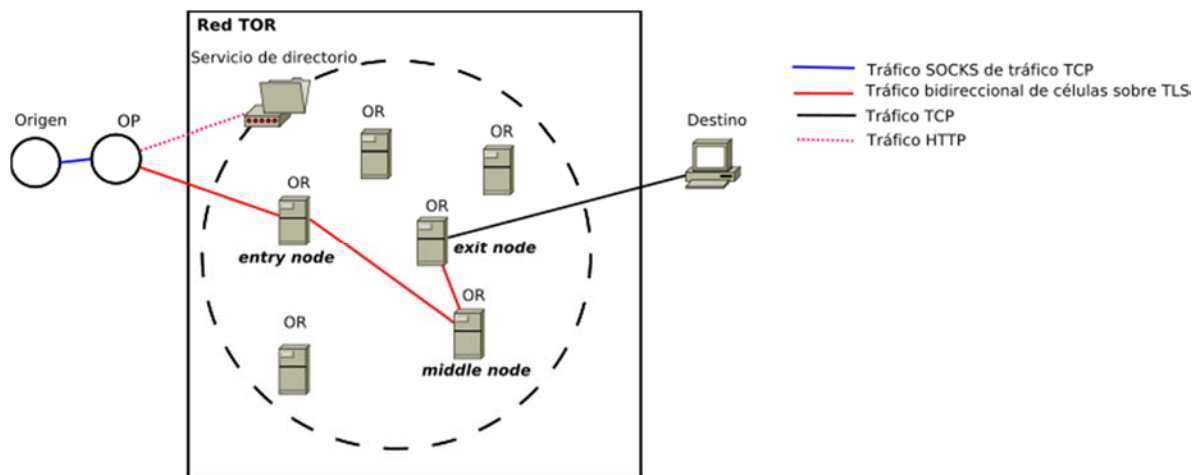 Red TOR
Servicio de directorio
Origen
OP
OR
OR
OR
entry node
OR
exit node
OR
middle node
OR
Destino
Tráfico SOCKS de tráfico TCP
Tráfico bidireccional de células sobre TLS
Tráfico TCP
Tráfico HTTP